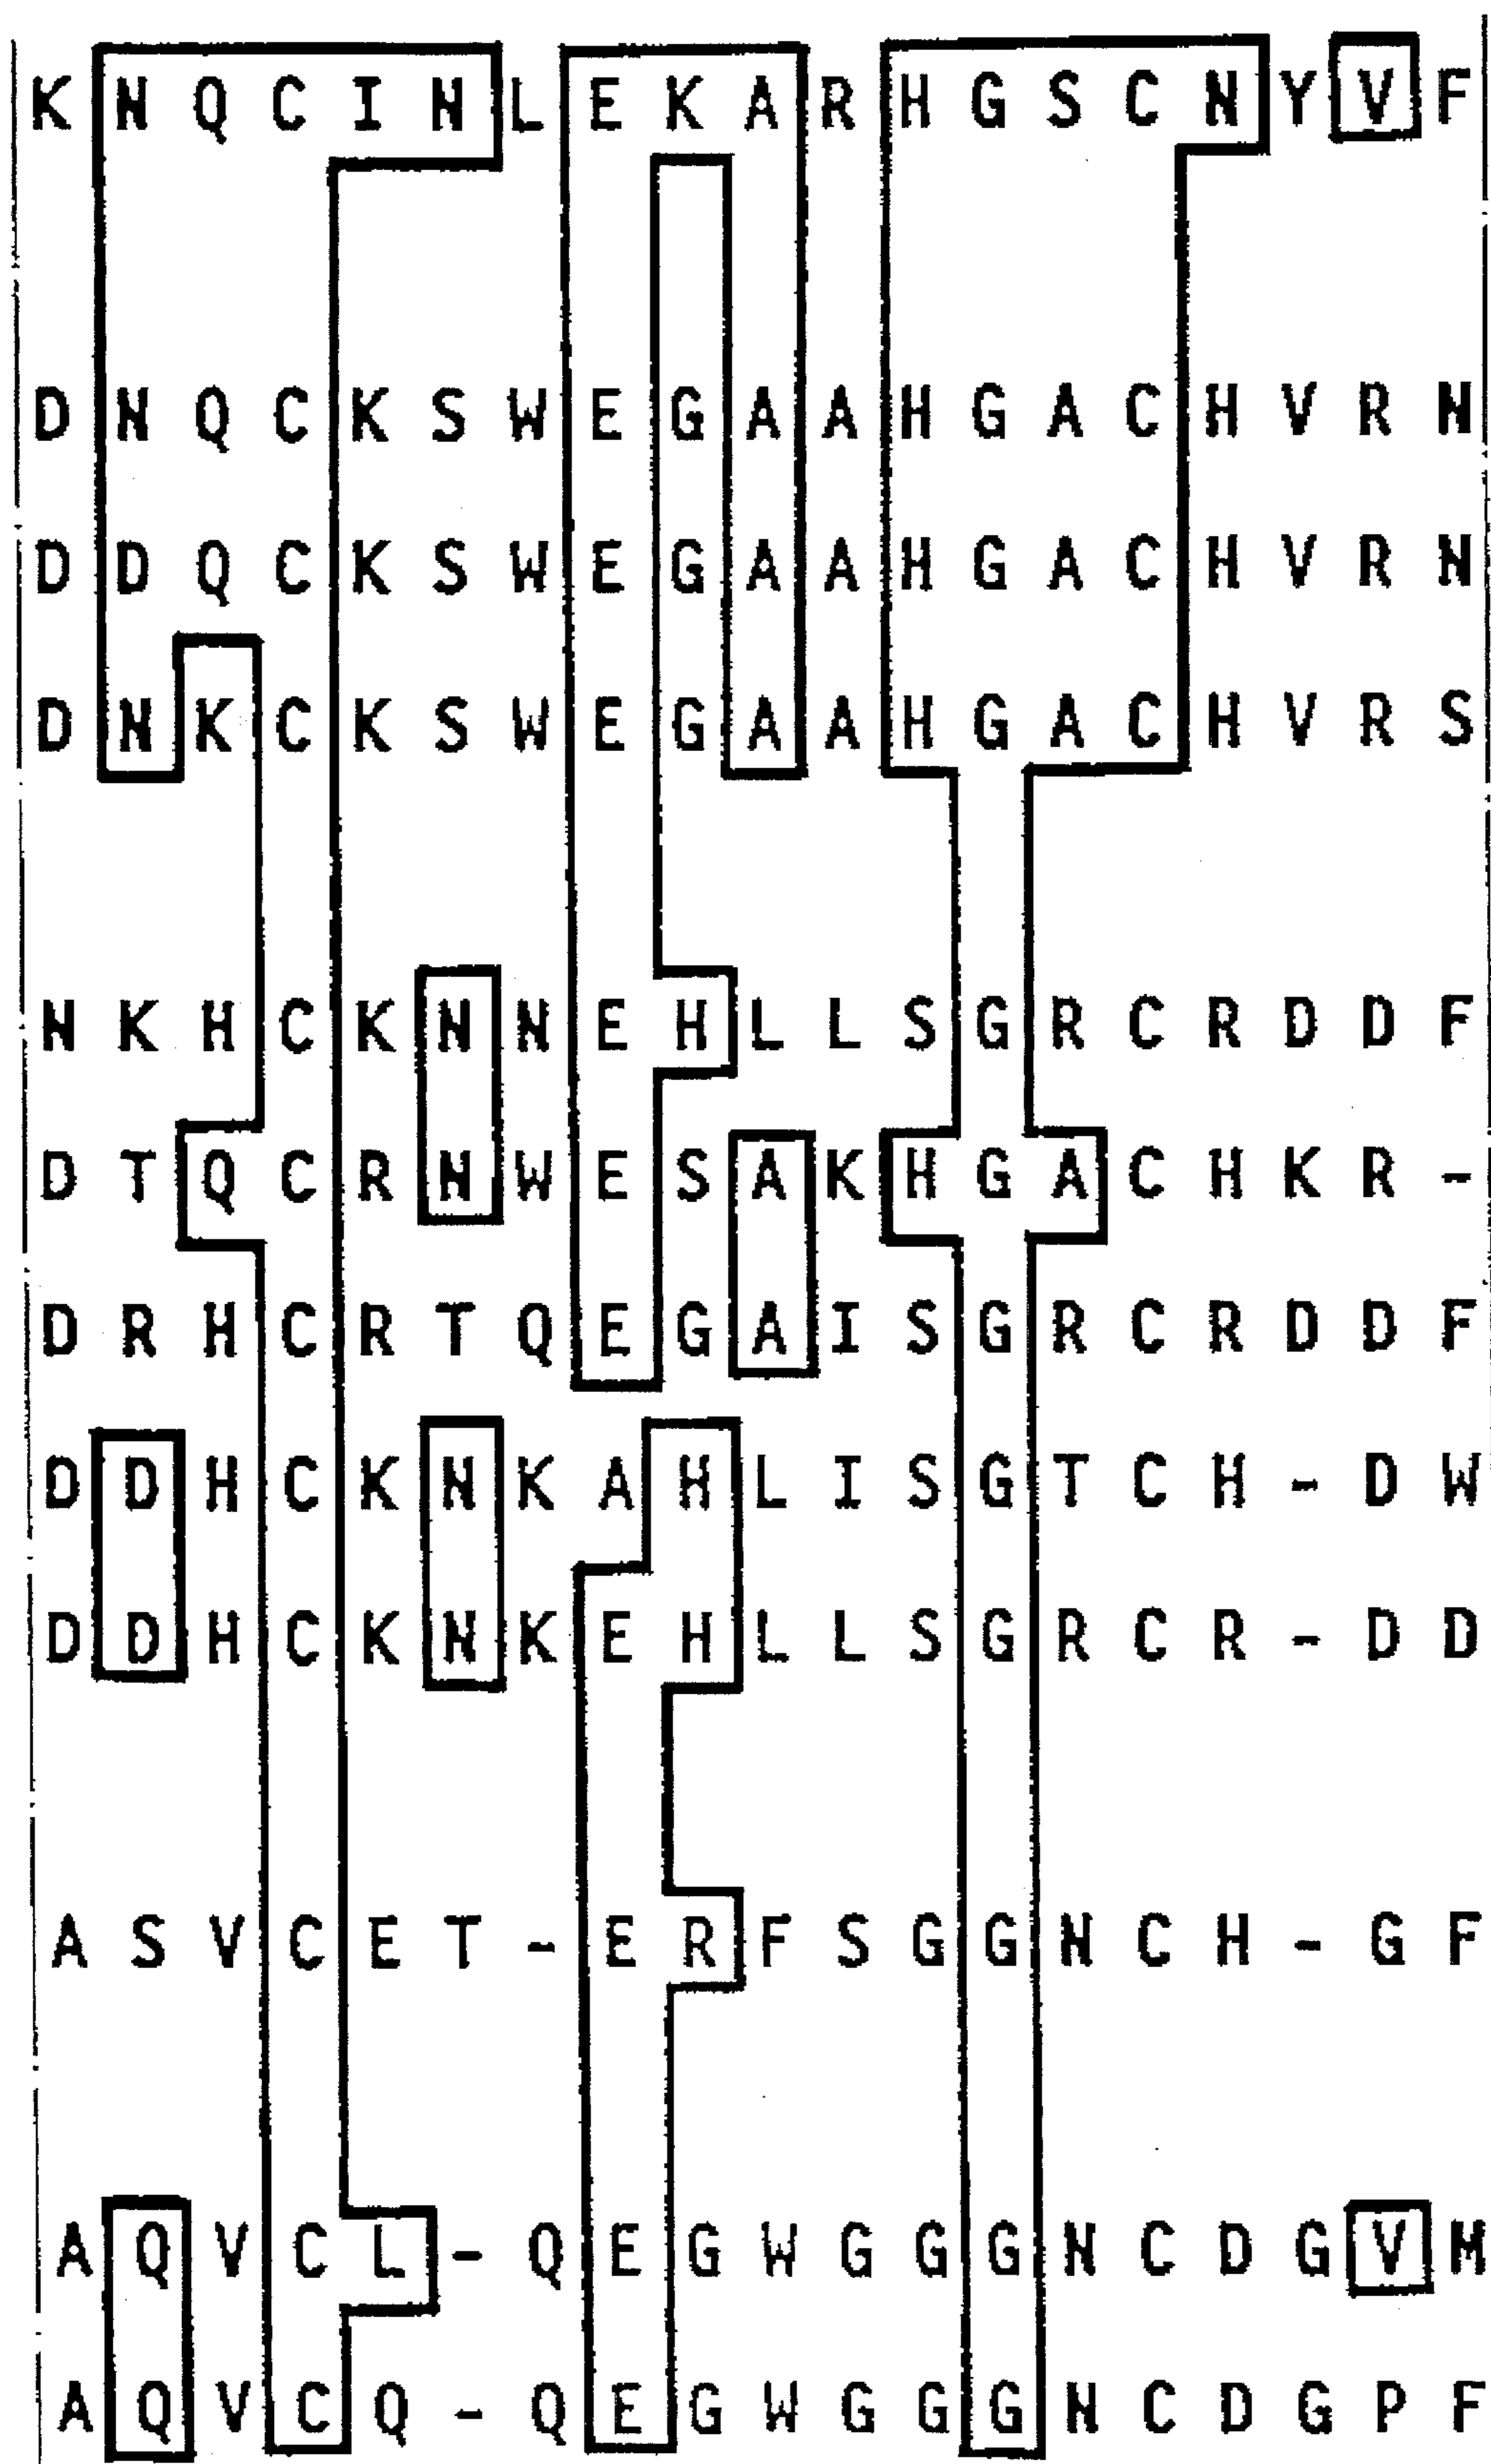 K N Q C I N L E K A R H G S C N Y V F
D N Q C K S W E G A A H G A C H V R N
D D Q C K S W E G A A H G A C H V R N
D N K C K S W E G A A H G A C H V R S
N K H C K N N E H L L S G R C R D D F
D T Q C R N W E S A K H G A C H K R -
D R H C R T Q E G A I S G R C R D D F
D D H C K N K A H L I S G T C H - D W
D D H C K N K E H L L S G R C R - D D
A S V C E T - E R F S G G N C H - G F
A Q V C L - Q E G W G G G N C D G V M
A Q V C Q - Q E G W G G G N C D G P F